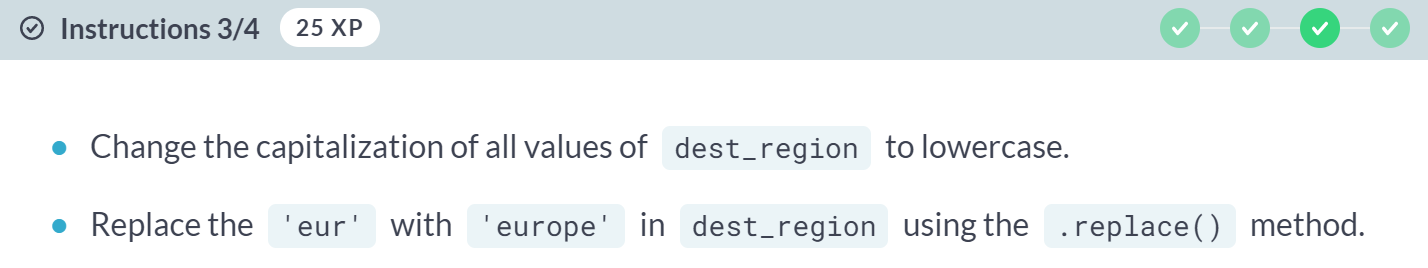 Instructions 3/4 25 XP
Change the capitalization of all values of dest_region to lowercase.
Replace the 'eur' with 'europe' in dest_region using the .replace() method.